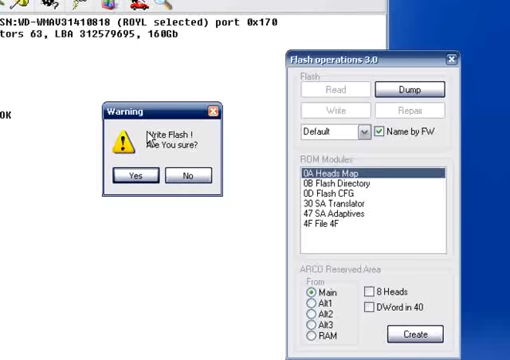 SN:WD-WMAV31410818 (ROYL selected) port 0x170
tors 63, LBA 312579695, 160Gb
OK
Warning
Write Flash !
Are You sure?
Yes
No
Flash operations 3.0
Flash
Read
Dump
Write
Repair
Default
Name by FW
ROM Modules
0A Heads Map
0B Flash Directory
0D Flash CFG
30 SA Translator
47 SA Adaptives
4F File 4F
ARCO Reserved Area
From
Main
8 Heads
Alt1
DWord in 40
Alt2
Alt3
RAM
Create